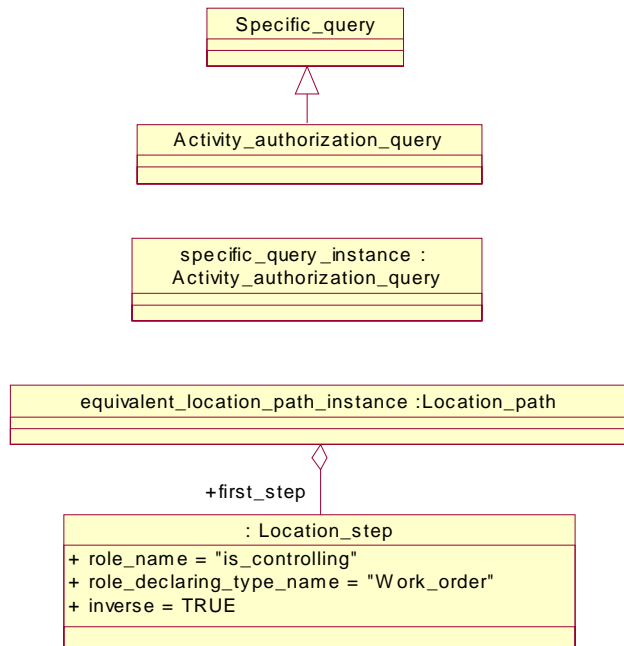 Specific_query
Activity_authorization_query
specific_query_instance :
Activity_authorization_query
equivalent_location_path_instance :Location_path
+first_step
: Location_step
+ role_name = "is_controlling"
+ role_declaring_type_name = "Work_order"
+ inverse = TRUE